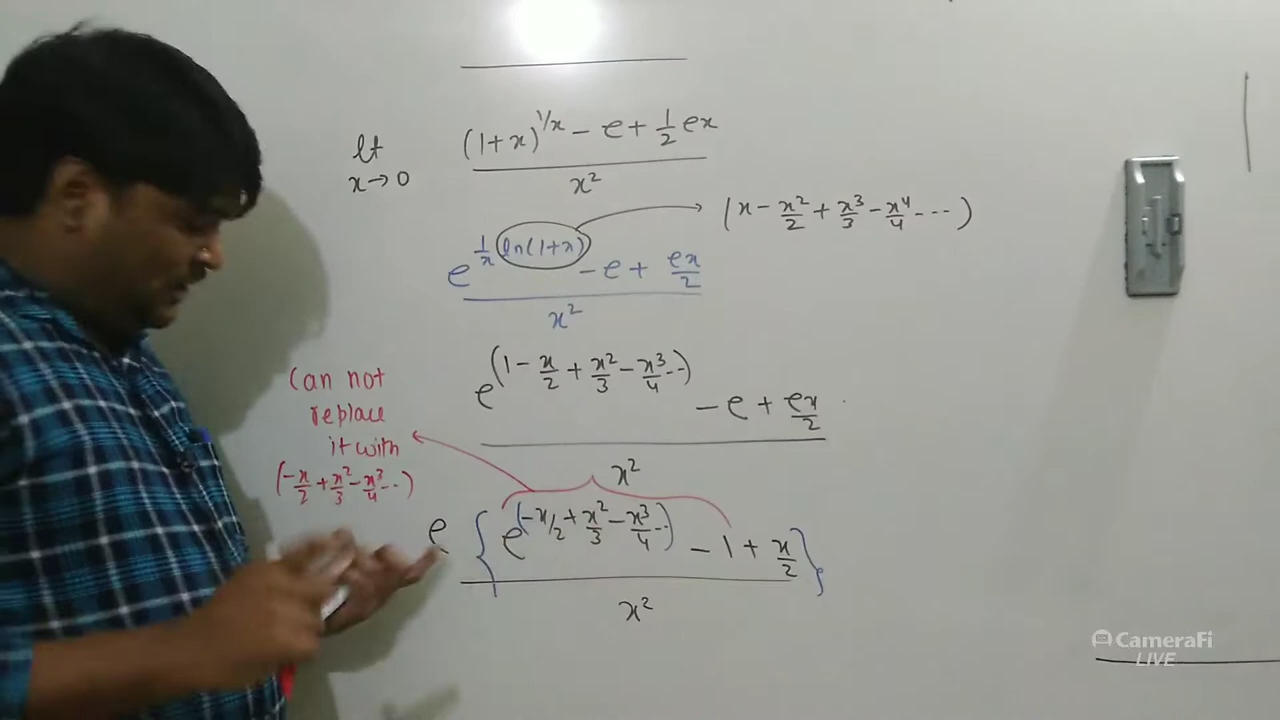 lt x→0 (1+x)^{1/x} − e + 1/2 ex / x²
e^{1/x ln(1+x)} − e + ex/2 / x² → (x − x²/2 + x³/3 − x⁴/4 ---)
e^{(1 − x/2 + x²/3 − x³/4 --)} − e + ex/2 / x²
Can not
replace
it with
(−x/2 + x²/3 − x³/4 --)
e { e^{(−x/2 + x²/3 − x³/4 --)} − 1 + x/2 } / x²
CameraFi
LIVE